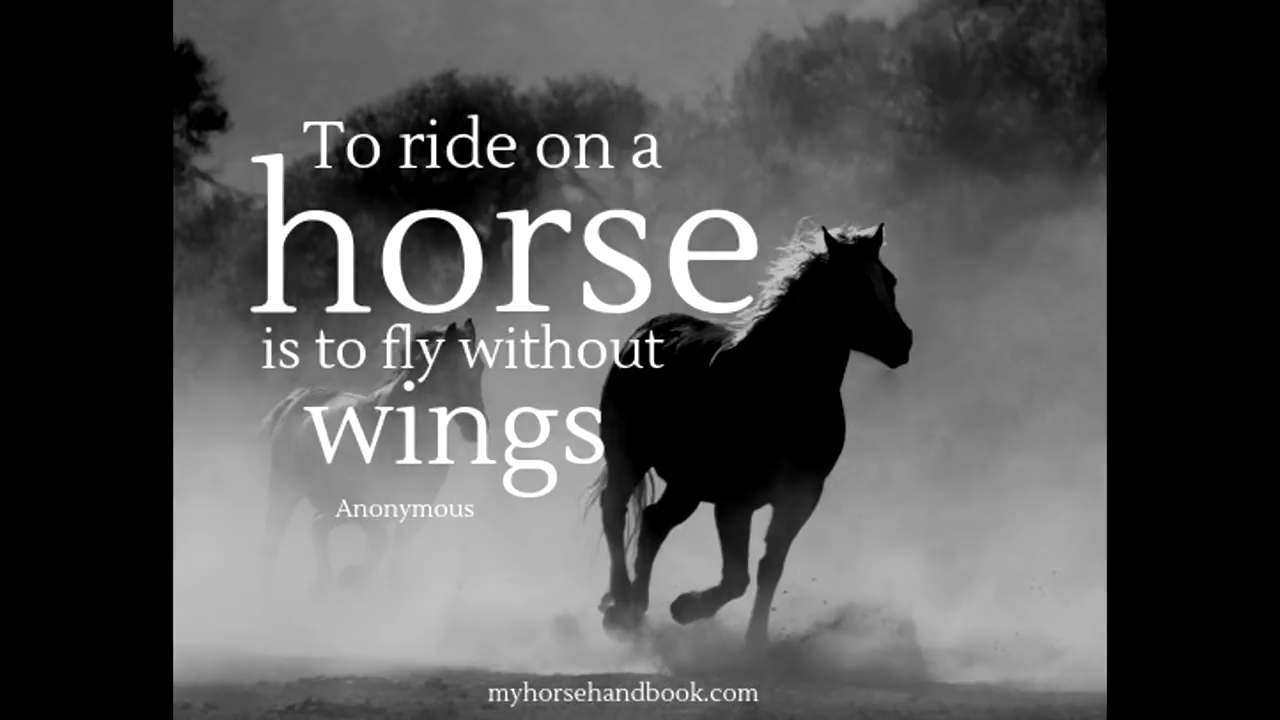 To ride on a
horse
is to fly without
wings
Anonymous
myhorsehandbook.com